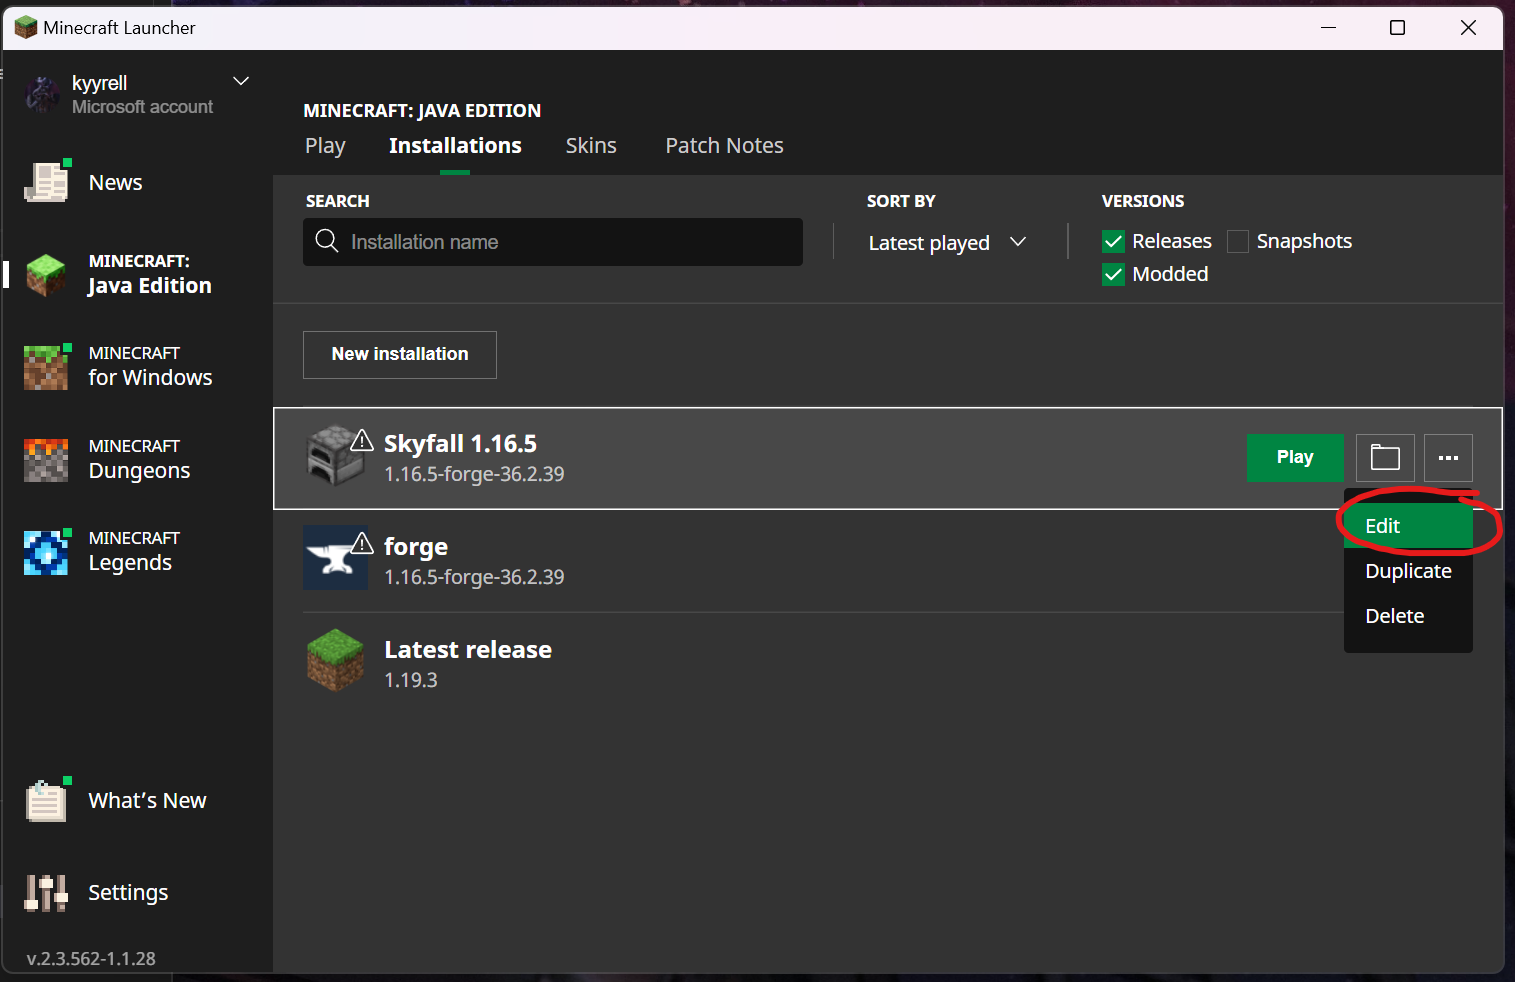 Minecraft Launcher
kyyrell
Microsoft account
News
MINECRAFT:
Java Edition
MINECRAFT
for Windows
MINECRAFT
Dungeons
MINECRAFT
Legends
What's New
Settings
v.2.3.562-1.1.28
MINECRAFT: JAVA EDITION
Play Installations Skins Patch Notes
SEARCH
Installation name
SORT BY
Latest played
VERSIONS
Releases Snapshots
Modded
New installation
Skyfall 1.16.5
1.16.5-forge-36.2.39
Play
Edit
Duplicate
Delete
forge
1.16.5-forge-36.2.39
Latest release
1.19.3